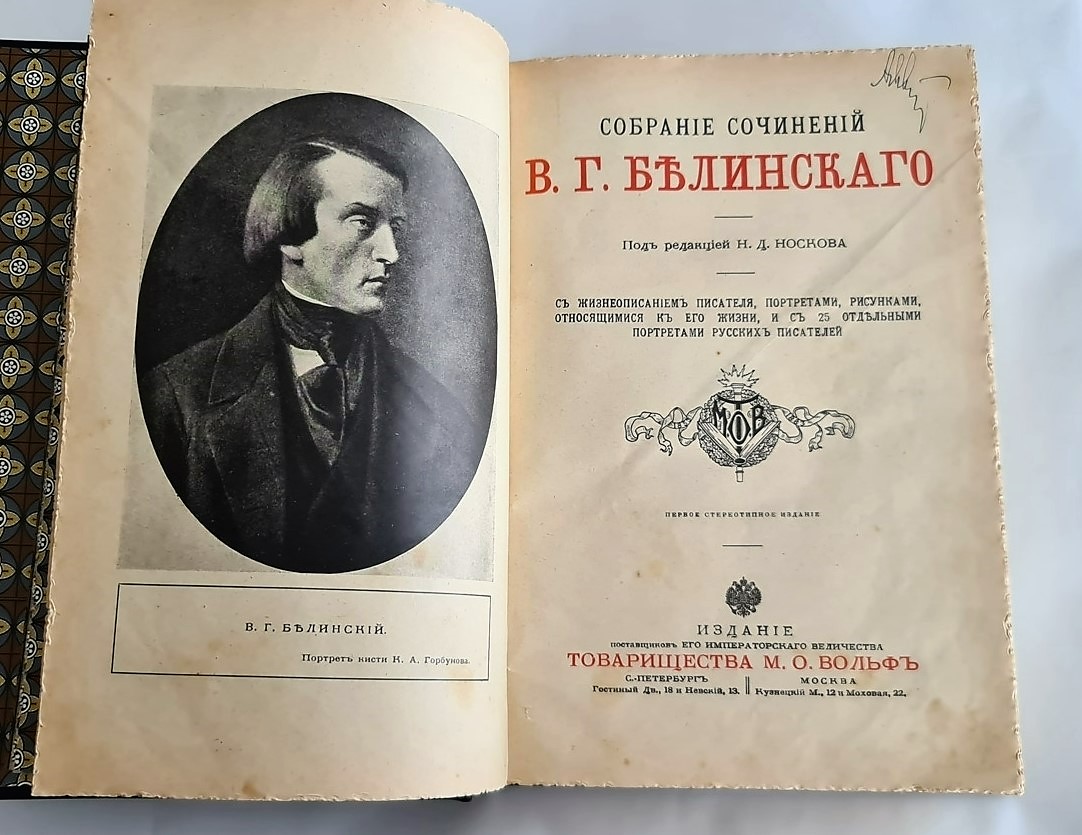 В. Г. БѢЛИНСКІЙ.
Портретъ кисти К. А. Горбунова.
СОБРАНІЕ СОЧИНЕНІЙ
В. Г. БѢЛИНСКАГО
Подъ редакціей Н. Д. НОСКОВА
СЪ ЖИЗНЕОПИСАНІЕМЪ ПИСАТЕЛЯ, ПОРТРЕТАМИ, РИСУНКАМИ,
ОТНОСЯЩИМИСЯ КЪ ЕГО ЖИЗНИ, И СЪ 25 ОТДѢЛЬНЫМИ
ПОРТРЕТАМИ РУССКИХЪ ПИСАТЕЛЕЙ
М О В
ПЕРВОЕ СТЕРЕОТИПНОЕ ИЗДАНІЕ
ИЗДАНІЕ
поставщиковъ ЕГО ИМПЕРАТОРСКАГО ВЕЛИЧЕСТВА
ТОВАРИЩЕСТВА М. О. ВОЛЬФЪ
С.-ПЕТЕРБУРГЪ
Гостиный Дв., 18 и Невскій, 13.
МОСКВА
Кузнецкій М., 12 и Моховая, 22.